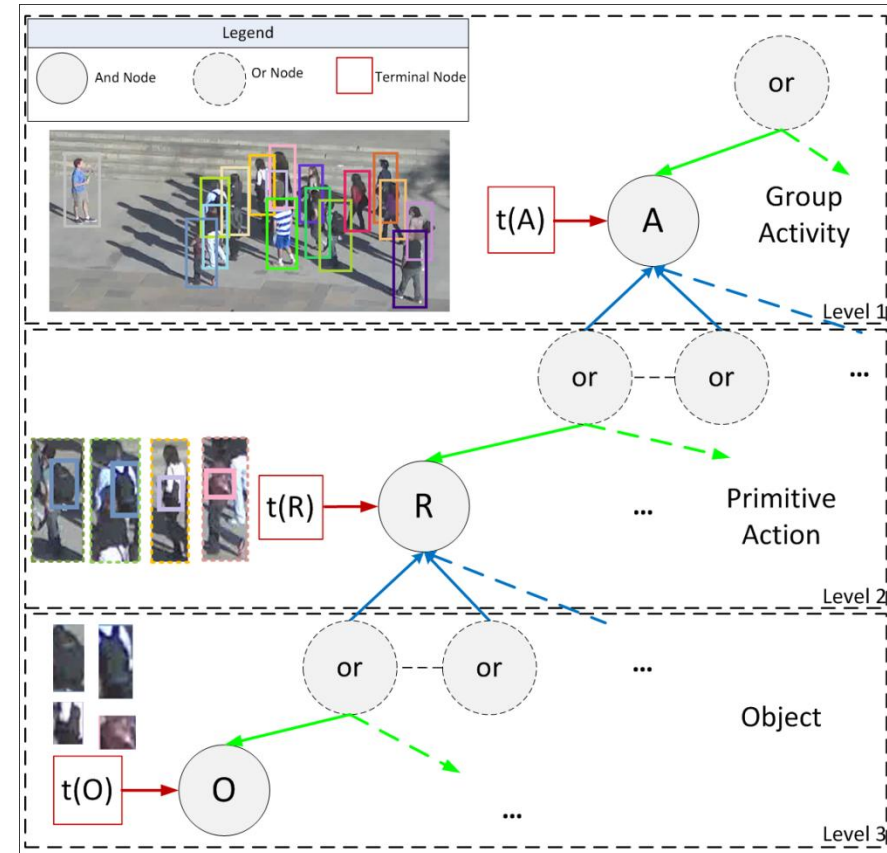 Legend
And Node
Or Node
Terminal Node
or
t(A)
A
Group
Activity
Level 1
or
or
...
t(R)
R
...
Primitive
Action
Level 2
or
or
...
Object
t(O)
O
...
Level 3